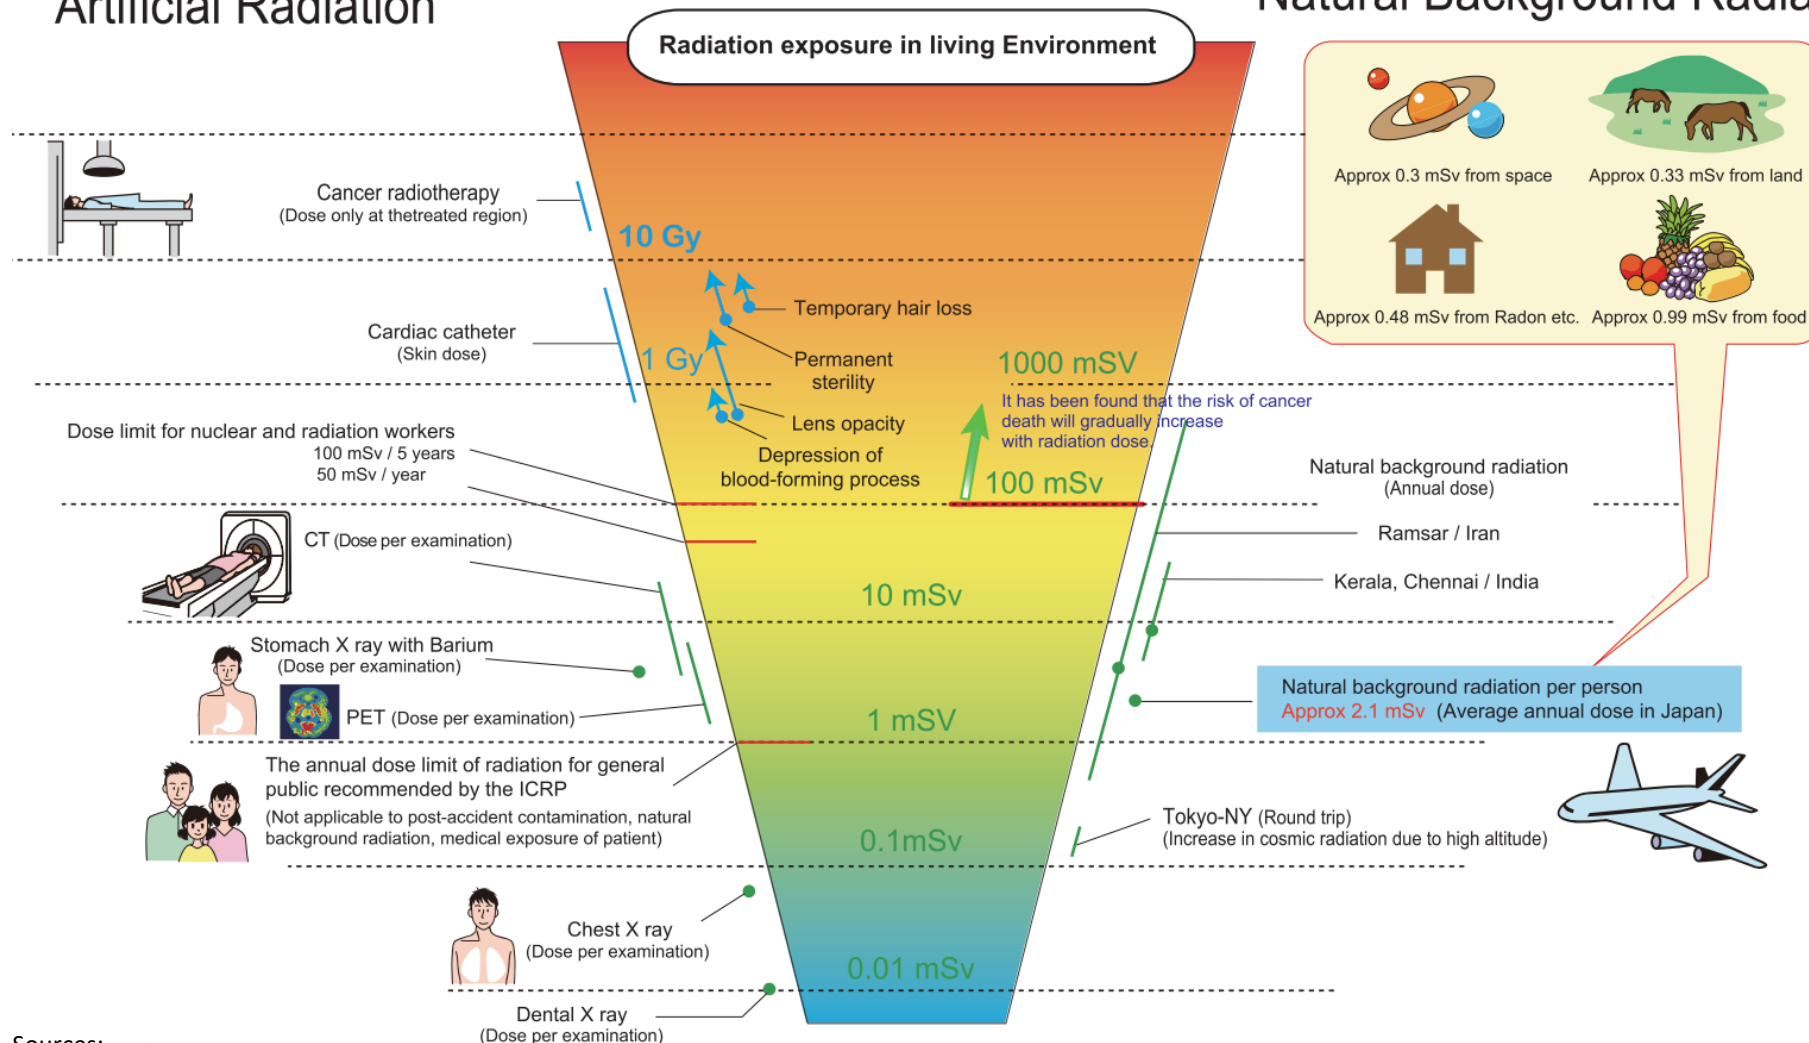 Artificial Radiation
Natural Background Radia
Radiation exposure in living Environment
Approx 0.3 mSv from space
Approx 0.33 mSv from land
Approx 0.48 mSv from Radon etc.
Approx 0.99 mSv from food
Cancer radiotherapy
(Dose only at thetreated region)
10 Gy
Temporary hair loss
Cardiac catheter
(Skin dose)
1 Gy
Permanent
sterility
1000 mSV
It has been found that the risk of cancer
death will gradually increase
with radiation dose.
Lens opacity
Depression of
blood-forming process
100 mSv
Dose limit for nuclear and radiation workers
100 mSv / 5 years
50 mSv / year
Natural background radiation
(Annual dose)
Ramsar / Iran
Kerala, Chennai / India
CT (Dose per examination)
10 mSv
Stomach X ray with Barium
(Dose per examination)
PET (Dose per examination)
1 mSV
Natural background radiation per person
Approx 2.1 mSv (Average annual dose in Japan)
The annual dose limit of radiation for general
public recommended by the ICRP
(Not applicable to post-accident contamination, natural
background radiation, medical exposure of patient)
0.1mSv
Tokyo-NY (Round trip)
(Increase in cosmic radiation due to high altitude)
Chest X ray
(Dose per examination)
0.01 mSv
Dental X ray
(Dose per examination)
Sources: